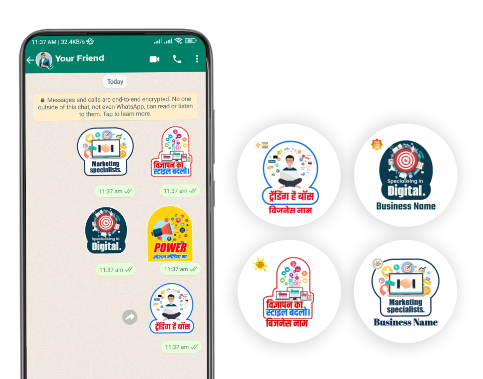 11:37 AM | 32.4KB/s
Your Friend
Today
Messages and calls are end-to-end encrypted. No one
outside of this chat, not even WhatsApp, can read or listen
to them. Tap to learn more.
Marketing
specialists.
विज्ञापन का
स्टाइल बदलो।
11:37 am
11:37 am
Specialising in
Digital.
POWER
सोशल मीडिया का
11:37 am
11:37 am
ट्रेंडिंग है बॉस
11:37 am
ट्रेंडिंग है बॉस
बिजनेस नाम
Specialising in
Digital.
Business Name
विज्ञापन का
स्टाइल बदलो।
बिजनेस नाम
Marketing
specialists.
Business Name